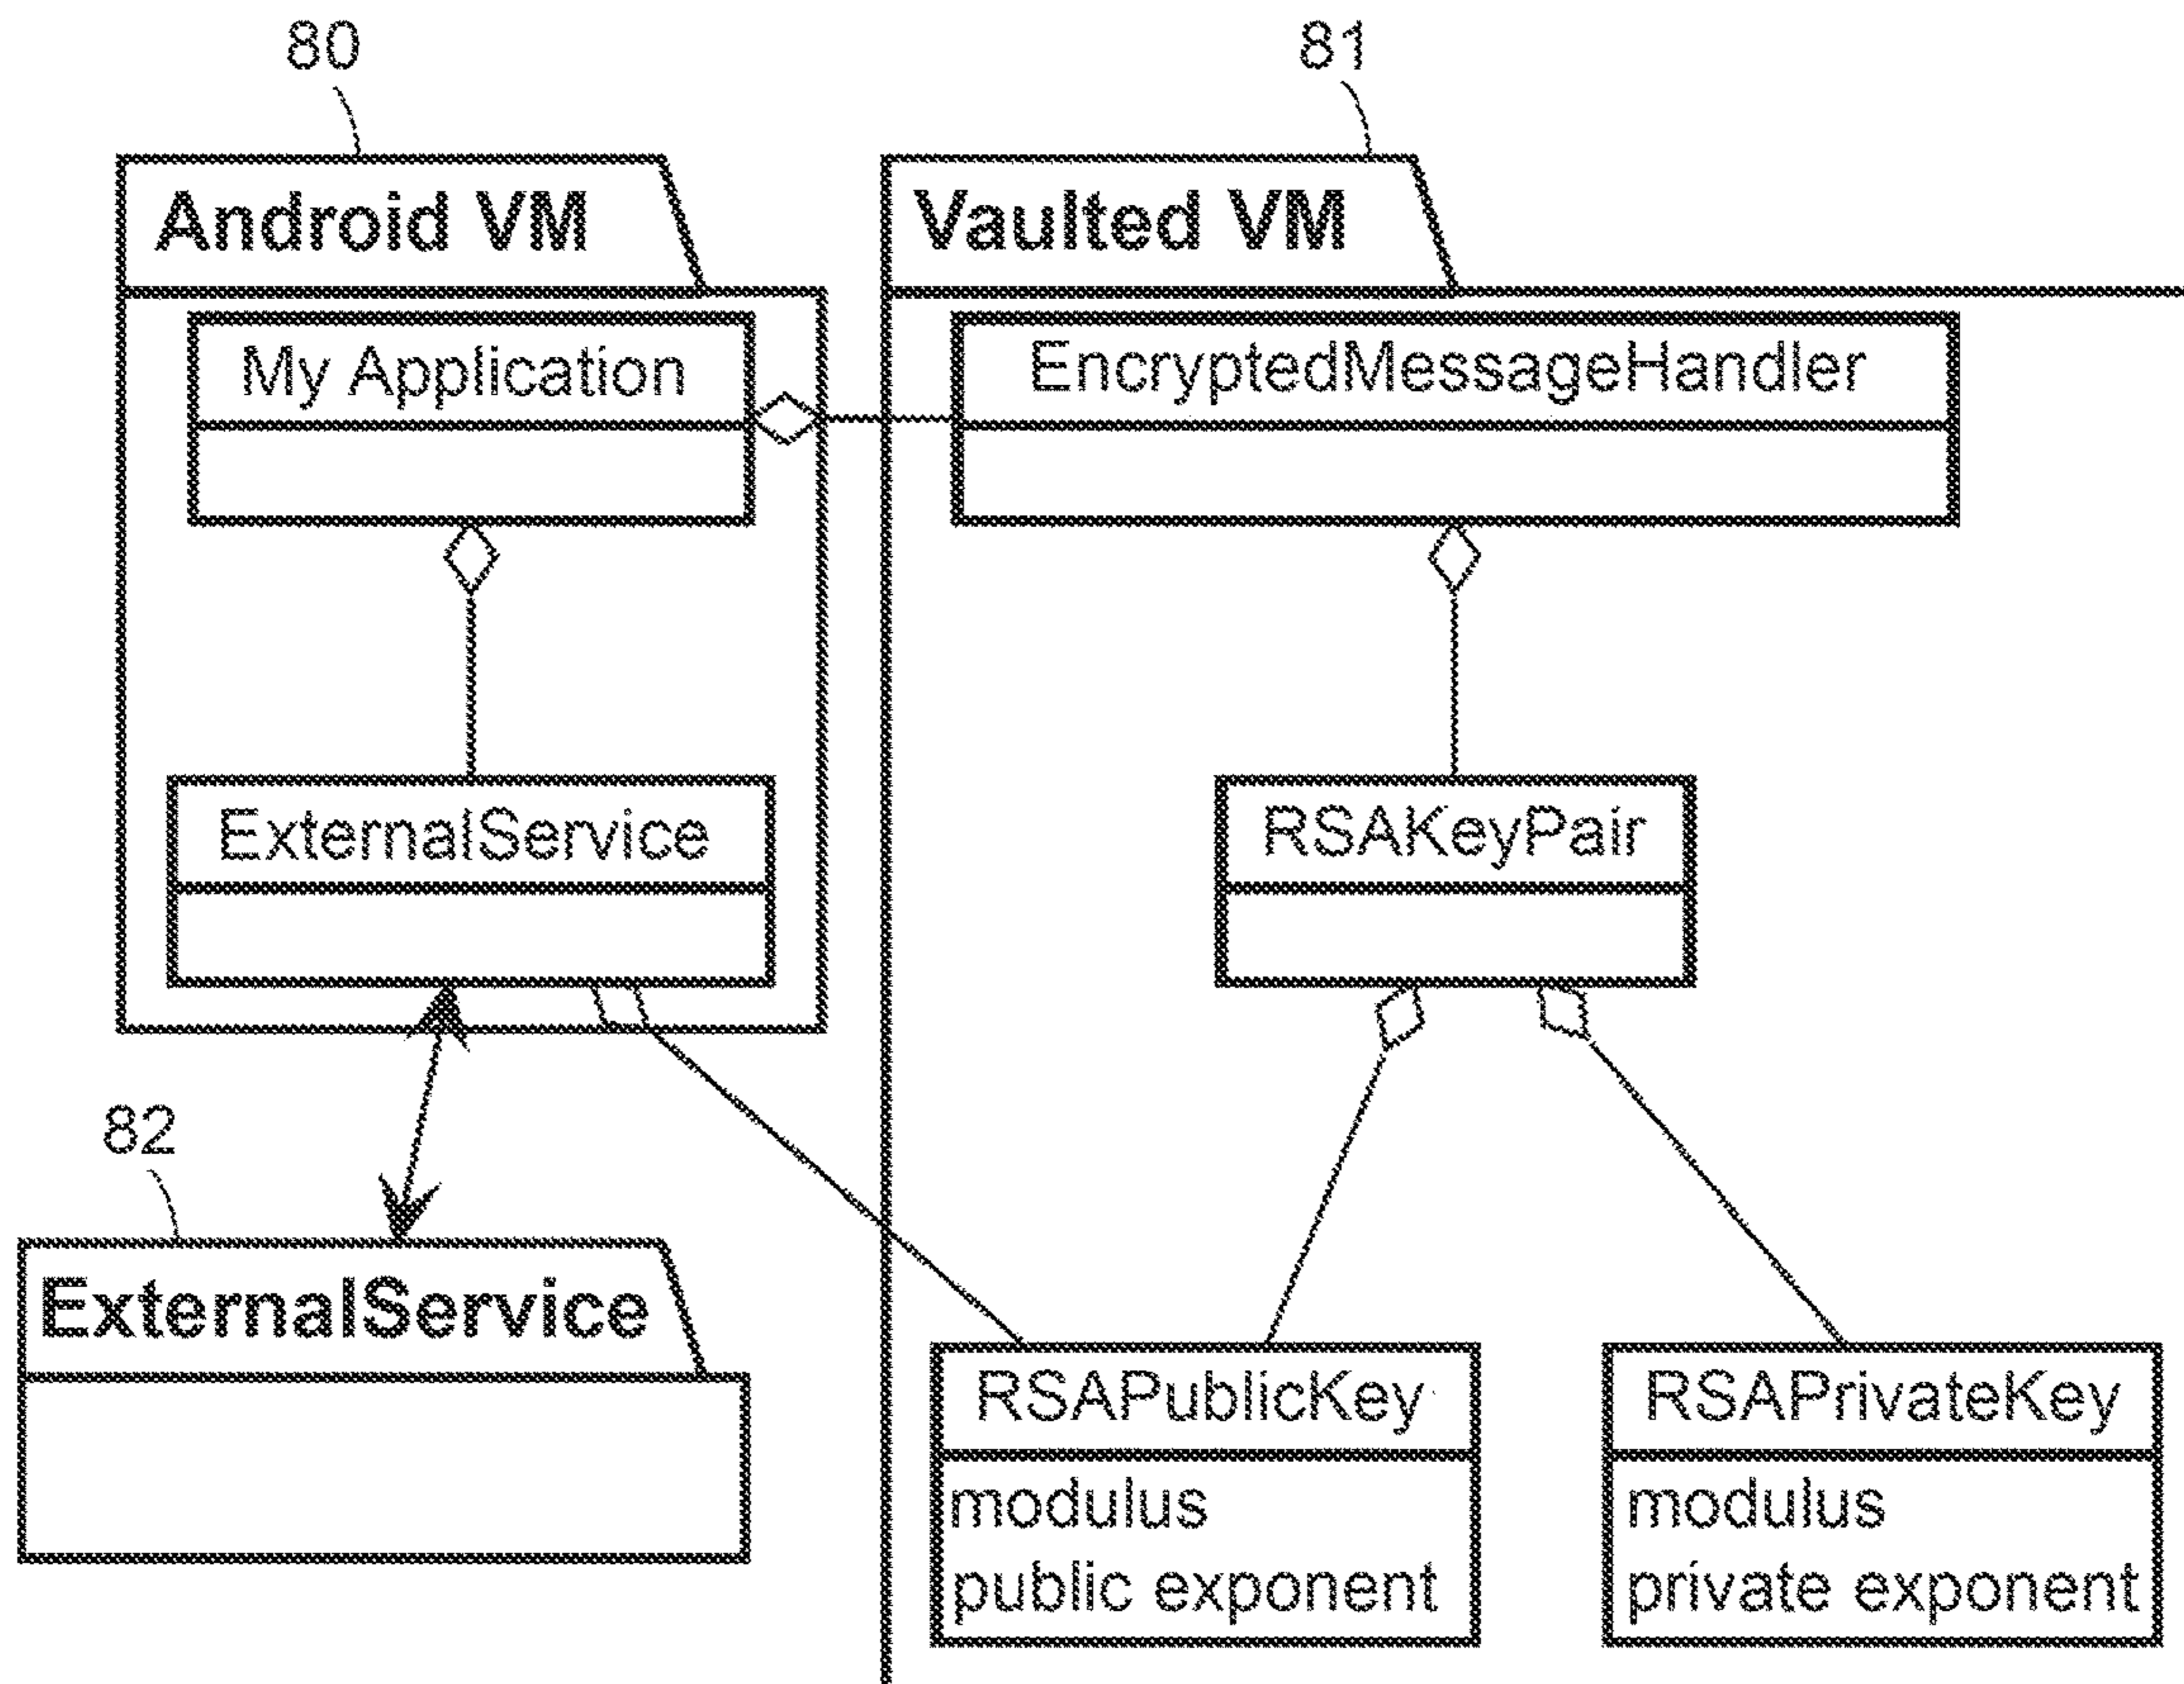 80
81
Android VM
Vaulted VM
My Application
EncryptedMessageHandler
ExternalService
RSAKeyPair
82
ExternalService
RSAPublicKey
modulus
public exponent
RSAPrivateKey
modulus
private exponent